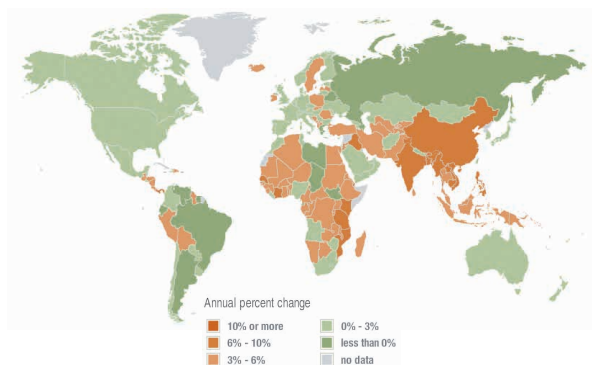 Annual percent change
10% or more
6% - 10%
3% - 6%
0% - 3%
less than 0%
no data